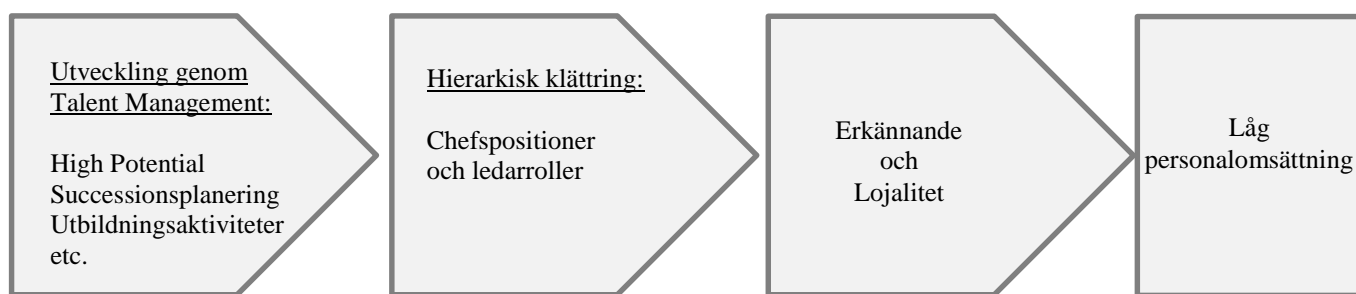 Utveckling genom
Talent Management:
High Potential
Successionsplanering
Utbildningsaktiviteter
etc.
Hierarkisk klättring:
Chefspositioner
och ledarroller
Erkännande
och
Lojalitet
Låg
personalomsättning